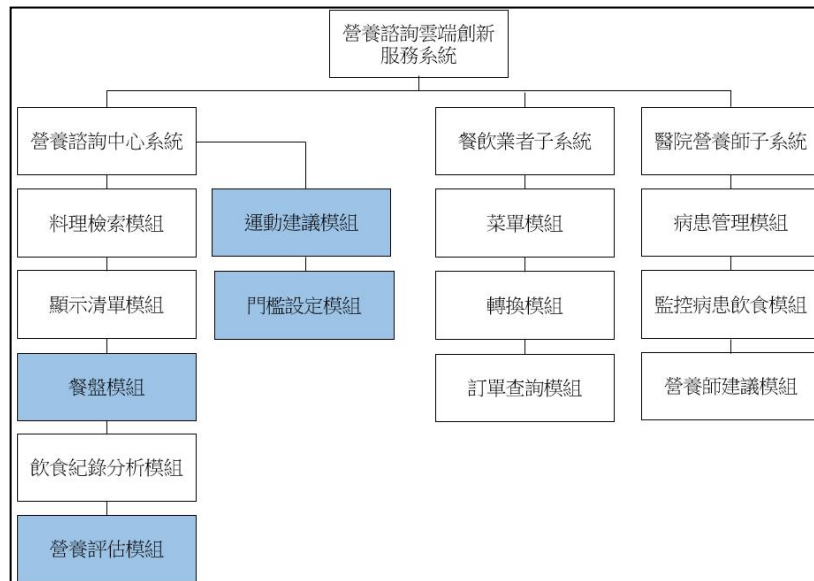 營養諮詢雲端創新
服務系統
營養諮詢中心系統
餐飲業者子系統
醫院營養師子系統
料理檢索模組
運動建議模組
菜單模組
病患管理模組
顯示清單模組
門檻設定模組
轉換模組
監控病患飲食模組
餐盤模組
訂單查詢模組
營養師建議模組
飲食紀錄分析模組
營養評估模組